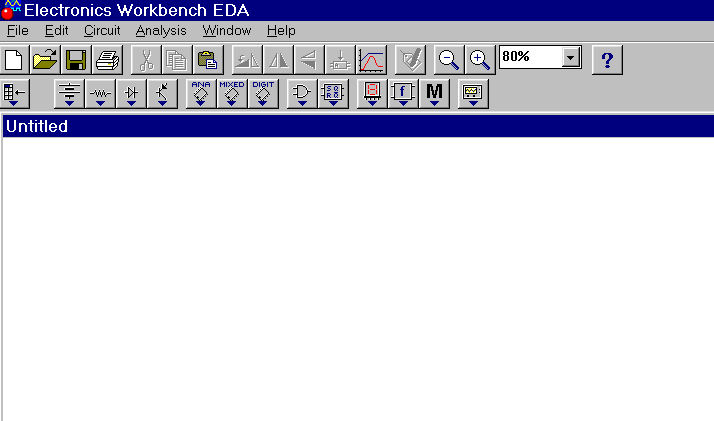 Electronics Workbench EDA
File Edit Circuit Analysis Window Help
80% ?
ANA MIXED DIGIT S Q R Q f M
Untitled